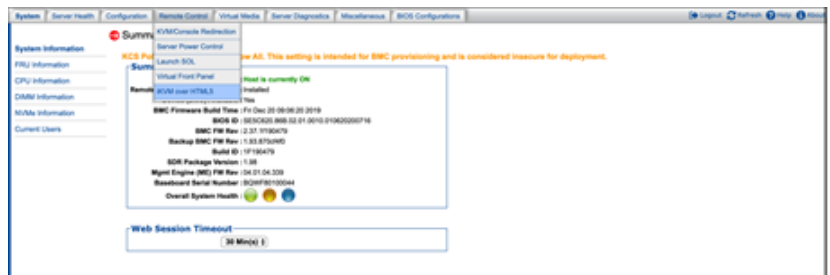 System Server Health Configuration Remote Control Virtual Media Server Diagnostics Miscellaneous BIOS Configurations Logout Refresh Help About
Summ
KVM/Console Redirection
System Information
Server Power Control
KCS Po ow All. This setting is intended for BMC provisioning and is considered insecure for deployment.
FRU Information
Launch SOL
Sum
CPU Information
Virtual Front Panel
Host is currently ON
DIMM Information
Remote
iKVM over HTML5
Installed
Yes
NVMe Information
BMC Firmware Build Time : Fri Dec 20 09:06:20 2019
BIOS ID : SE5C620.86B.02.01.0010.010620200716
Current Users
BMC FW Rev : 2.37.1f190479
Backup BMC FW Rev :
Build ID : 1F190479
SDR Package Version : 1.98
Mgmt Engine (ME) FW Rev : 04.01.04.339
Baseboard Serial Number : BQWF80100044
Overall System Health :
Web Session Timeout
30 Min(s)